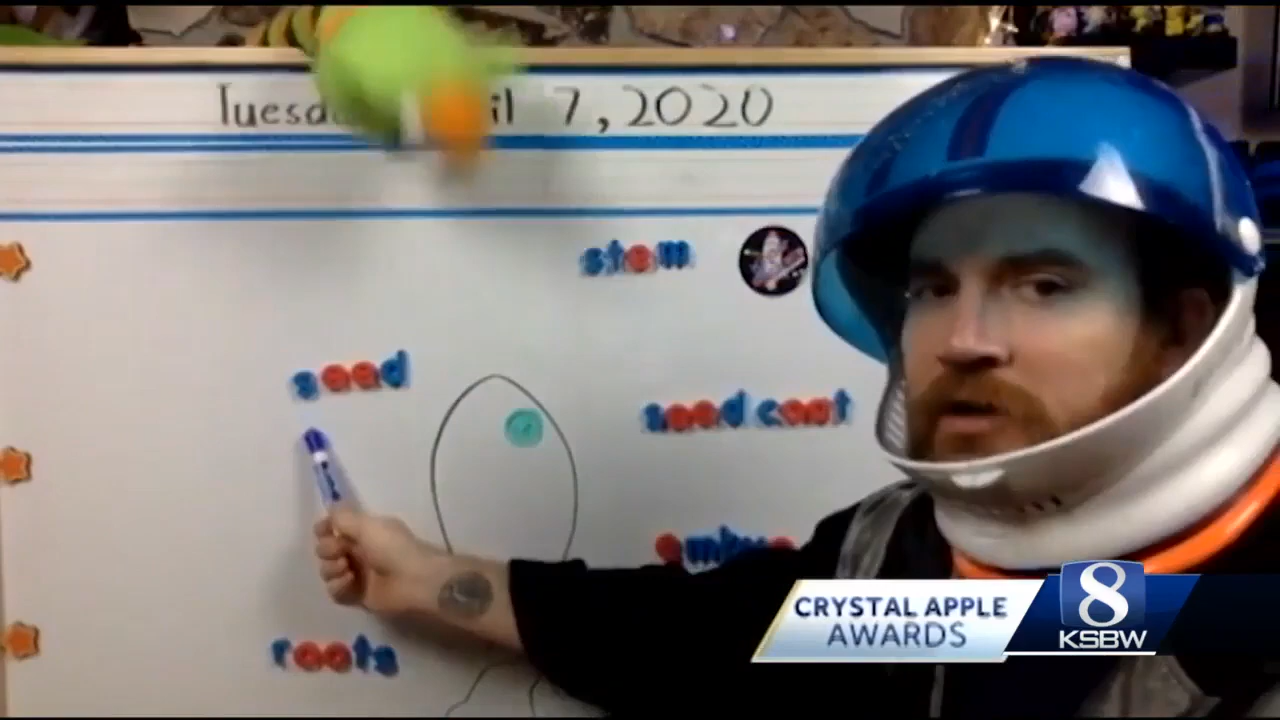 7, 2020
stem
seed
seed coat
roots
CRYSTAL APPLE
AWARDS
8
KSBW